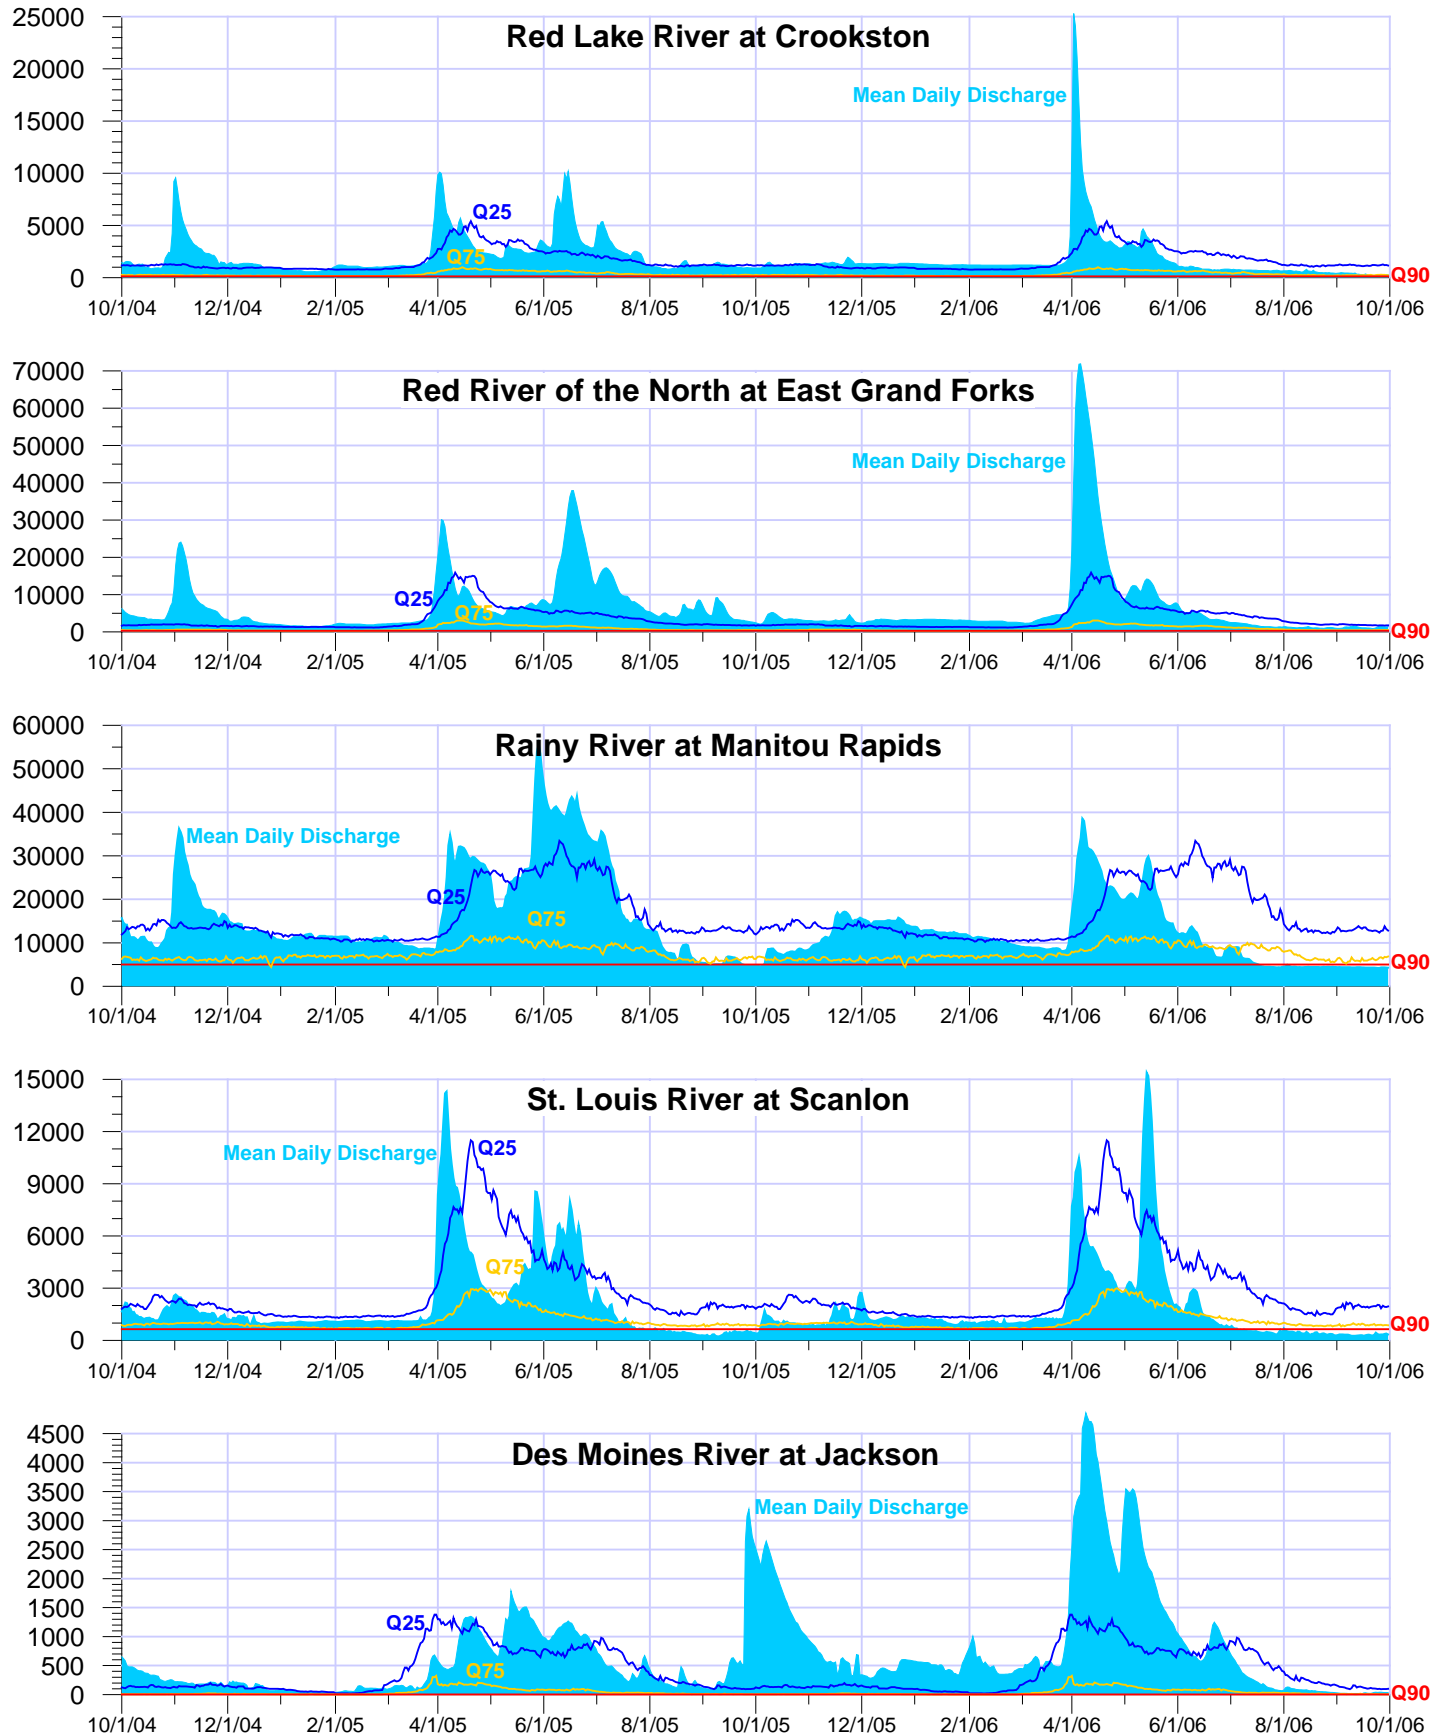 25000
Red Lake River at Crookston
20000
Mean Daily Discharge
15000
10000
5000
Q25
Q75
0
Q90
10/1/04 12/1/04 2/1/05 4/1/05 6/1/05 8/1/05 10/1/05 12/1/05 2/1/06 4/1/06 6/1/06 8/1/06 10/1/06
70000
Red River of the North at East Grand Forks
60000
50000
Mean Daily Discharge
40000
30000
20000
10000
Q25
Q75
0
Q90
10/1/04 12/1/04 2/1/05 4/1/05 6/1/05 8/1/05 10/1/05 12/1/05 2/1/06 4/1/06 6/1/06 8/1/06 10/1/06
60000
Rainy River at Manitou Rapids
50000
40000
Mean Daily Discharge
30000
20000
Q25
Q75
10000
Q90
0
10/1/04 12/1/04 2/1/05 4/1/05 6/1/05 8/1/05 10/1/05 12/1/05 2/1/06 4/1/06 6/1/06 8/1/06 10/1/06
15000
St. Louis River at Scanlon
12000
Mean Daily Discharge
Q25
9000
6000
Q75
3000
Q90
0
10/1/04 12/1/04 2/1/05 4/1/05 6/1/05 8/1/05 10/1/05 12/1/05 2/1/06 4/1/06 6/1/06 8/1/06 10/1/06
4500
Des Moines River at Jackson
4000
3500
Mean Daily Discharge
3000
2500
2000
1500
Q25
1000
500
Q75
0
Q90
10/1/04 12/1/04 2/1/05 4/1/05 6/1/05 8/1/05 10/1/05 12/1/05 2/1/06 4/1/06 6/1/06 8/1/06 10/1/06